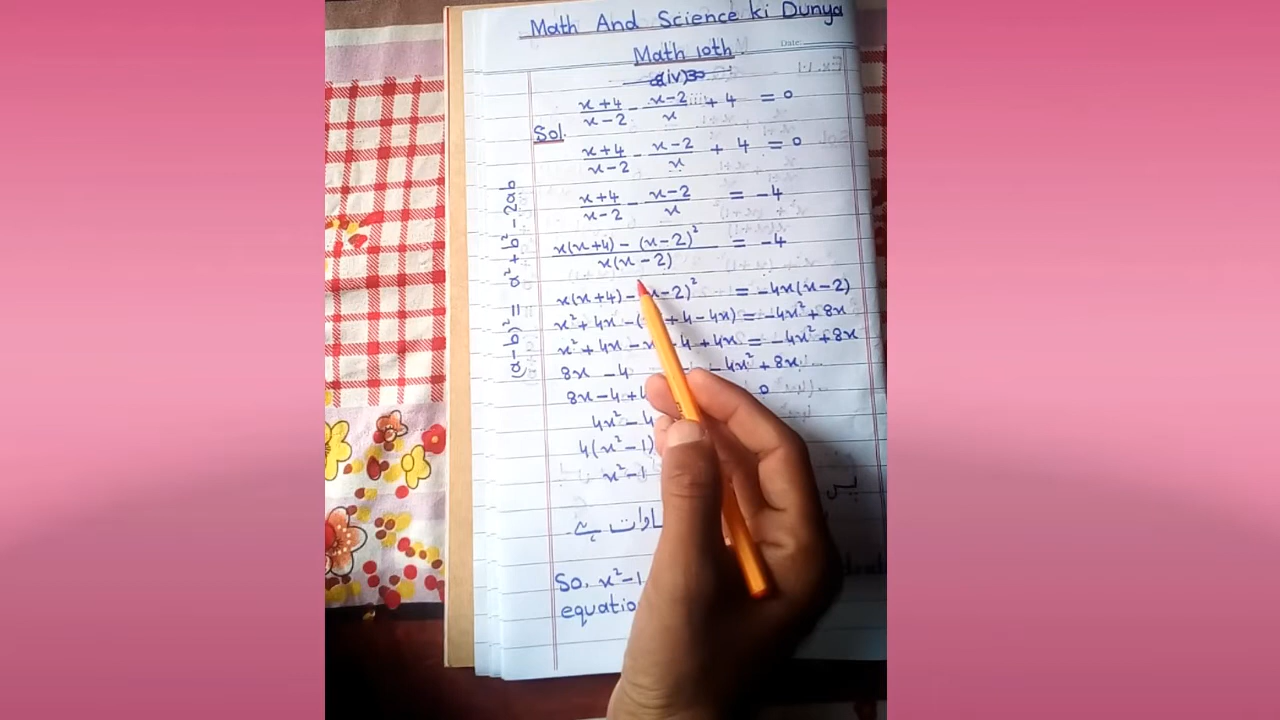 Math And Science ki Dunya
Math 10th
Date:
(iv)
x+4/x-2 - x-2/x + 4 = 0
Sol.
x+4/x-2 - x-2/x + 4 = 0
x+4/x-2 - x-2/x = -4
x(x+4) - (x-2)²/x(x-2) = -4
x(x+4) - x-2)² = -4x(x-2)
x² + 4x - ( + 4 - 4x) = -4x² + 8x
x² + 4x - x - 4 + 4x = -4x² + 8x
8x - 4 - 4x² + 8x
8x - 4 + 4 0
4x² - 4
4(x² - 1)
x² - 1
So, x² - 1
equatio
(a-b)² = a² + b² - 2ab